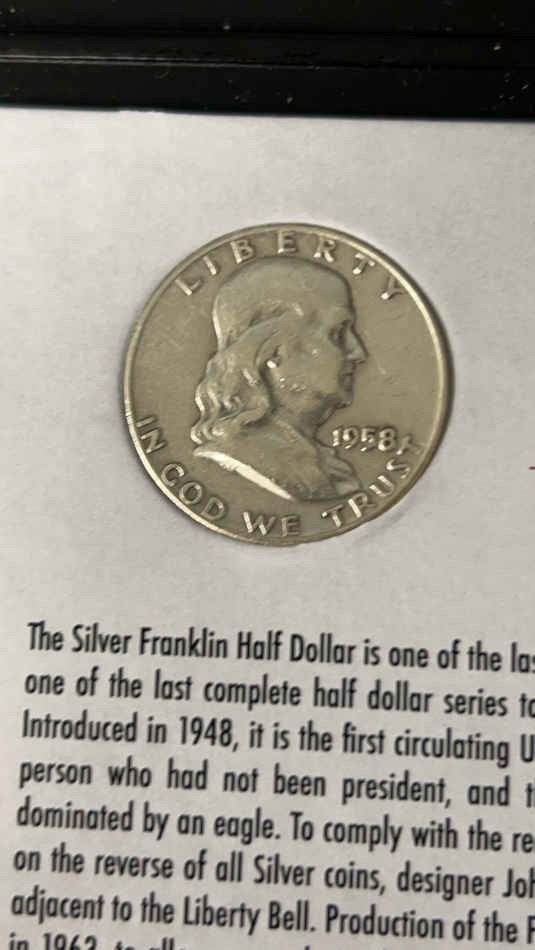 LIBERTY
1958
IN GOD WE TRUST
The Silver Franklin Half Dollar is one of the
one of the last complete half dollar series
Introduced in 1948, it is the first circulating
person who had not been president, and
dominated by an eagle. To comply with the
on the reverse of all Silver coins, designer
adjacent to the Liberty Bell. Production of the
in 1963